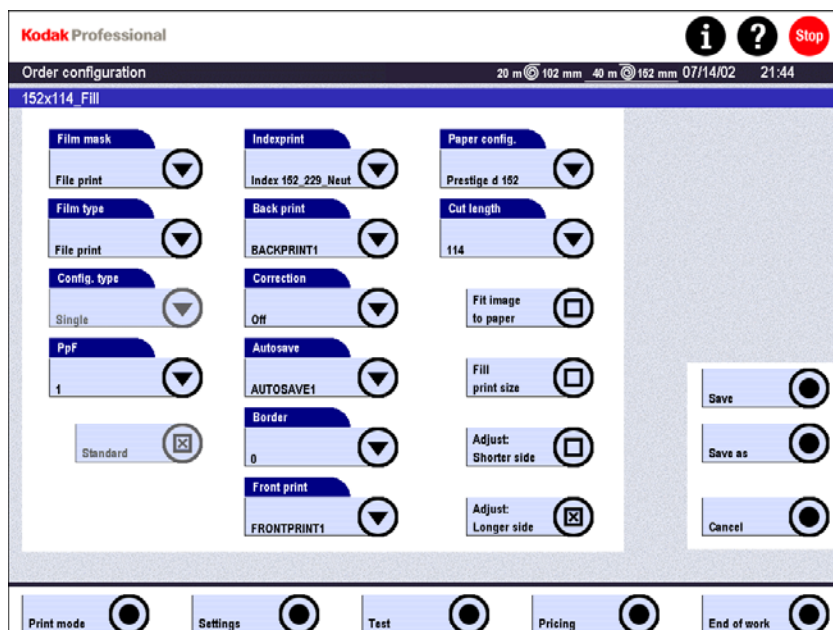 Kodak Professional
i ? Stop
Order configuration 20 m 102 mm 40 m 152 mm 07/14/02 21:44
152x114_Fill
Film mask
File print
Indexprint
Index 152_229_Neut
Paper config.
Prestige d 152
Film type
File print
Back print
BACKPRINT1
Cut length
114
Config. type
Single
Correction
Off
Fit image
to paper
PpF
1
Autosave
AUTOSAVE1
Fill
print size
Save
Standard
Border
0
Adjust:
Shorter side
Save as
Front print
FRONTPRINT1
Adjust:
Longer side
Cancel
Print mode Settings Test Pricing End of work